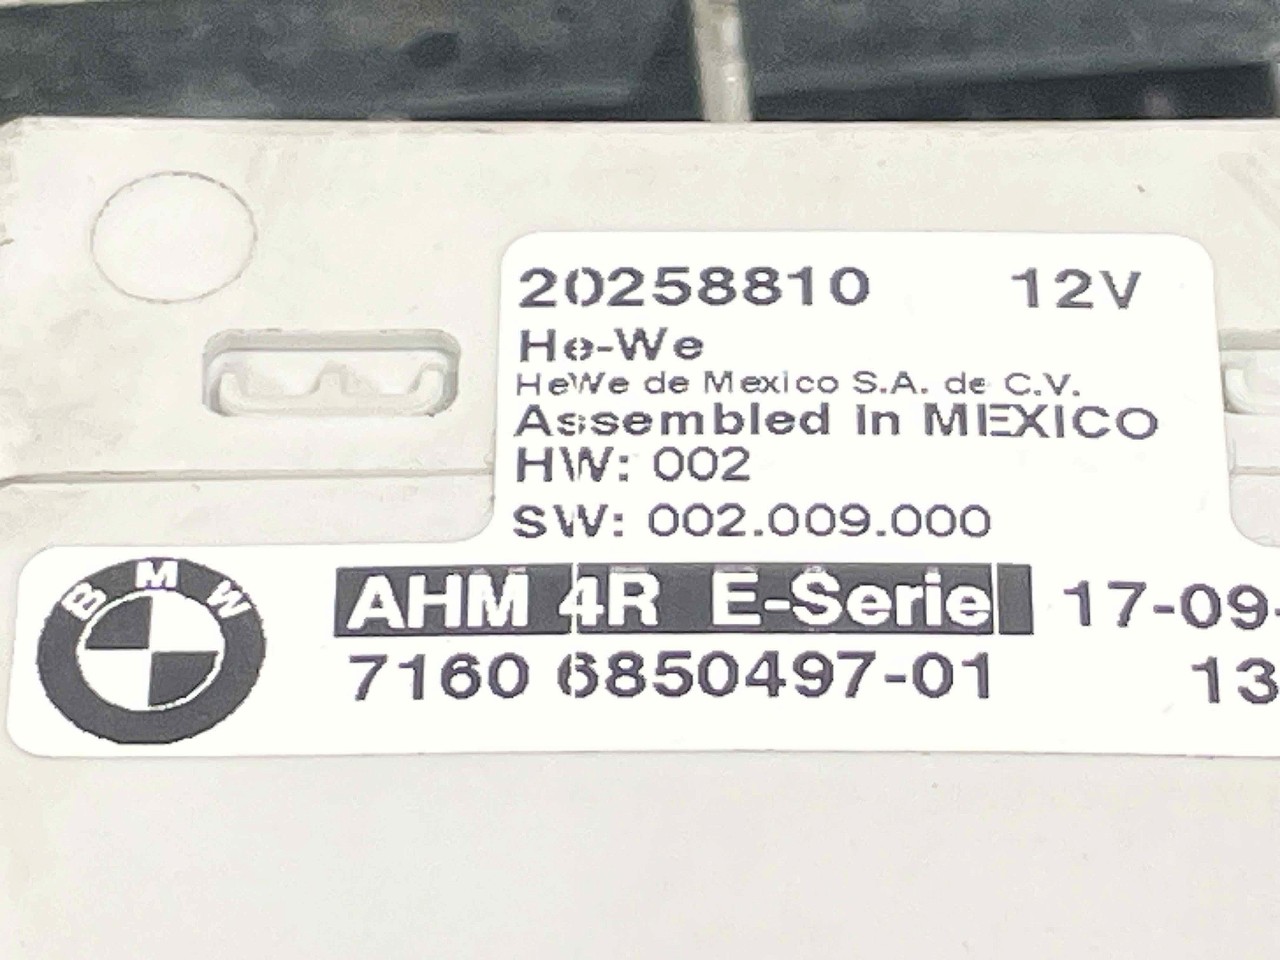 20258810 12V
He-We
HeWe de Mexico S.A. de C.V.
Assembled in MEXICO
HW: 002
SW: 002.009.000
BMW
AHM 4R E-Serie 17-09-
7160 6850497-01 13